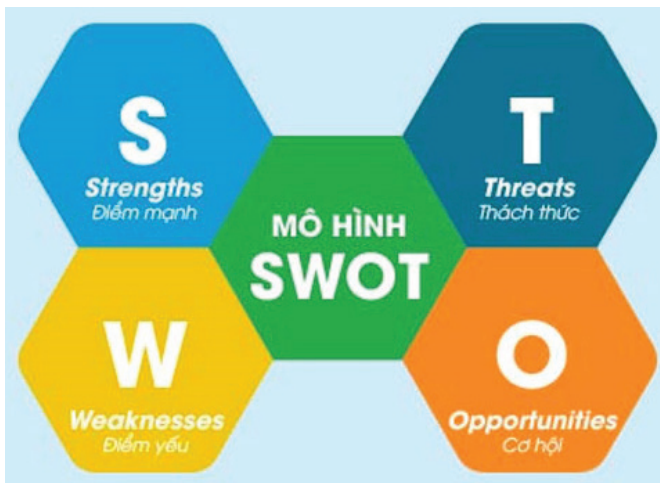 S
Strengths
Điểm mạnh
T
Threats
Thách thức
MÔ HÌNH
SWOT
W
Weaknesses
Điểm yếu
O
Opportunities
Cơ hội